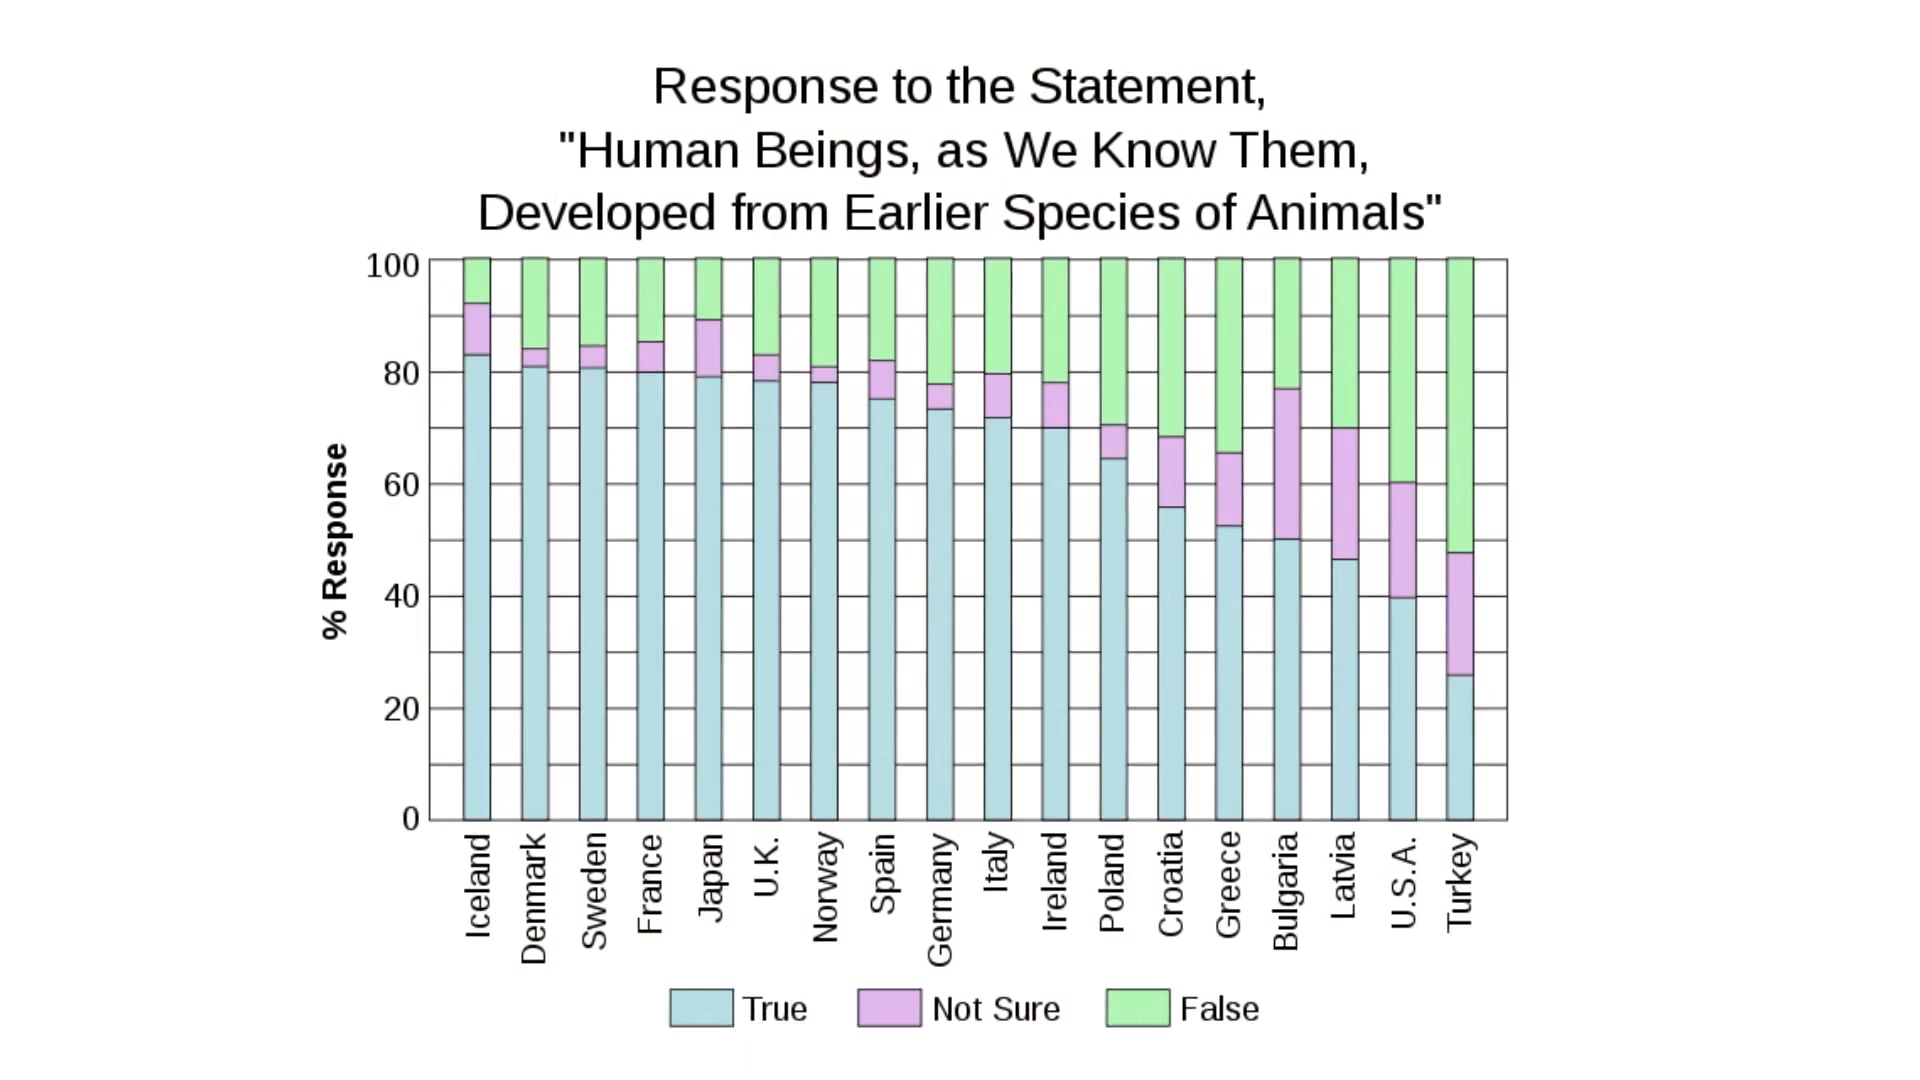 Response to the Statement,
"Human Beings, as We Know Them,
Developed from Earlier Species of Animals"
100
80
60
40
20
0
% Response
Iceland
Denmark
Sweden
France
Japan
U.K.
Norway
Spain
Germany
Italy
Ireland
Poland
Croatia
Greece
Bulgaria
Latvia
U.S.A.
Turkey
True
Not Sure
False